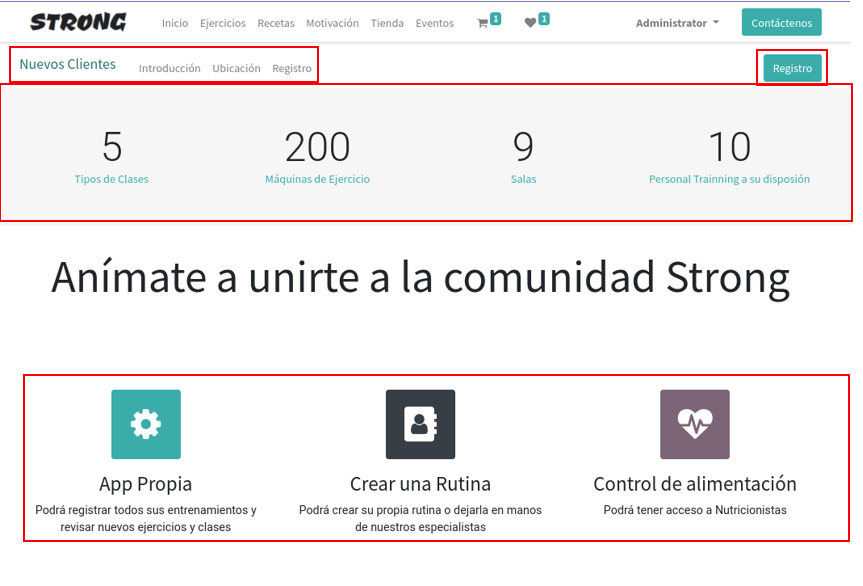 STRONG Inicio Ejercicios Recetas Motivación Tienda Eventos 1 1 Administrator Contáctenos
Nuevos Clientes Introducción Ubicación Registro Registro
5 200 9 10
Tipos de Clases Máquinas de Ejercicio Salas Personal Trainning a su disposión
Anímate a unirte a la comunidad Strong
App Propia Crear una Rutina Control de alimentación
Podrá registrar todos sus entrenamientos y Podrá crear su propia rutina o dejarla en manos Podrá tener acceso a Nutricionistas
revisar nuevos ejercicios y clases de nuestros especialistas